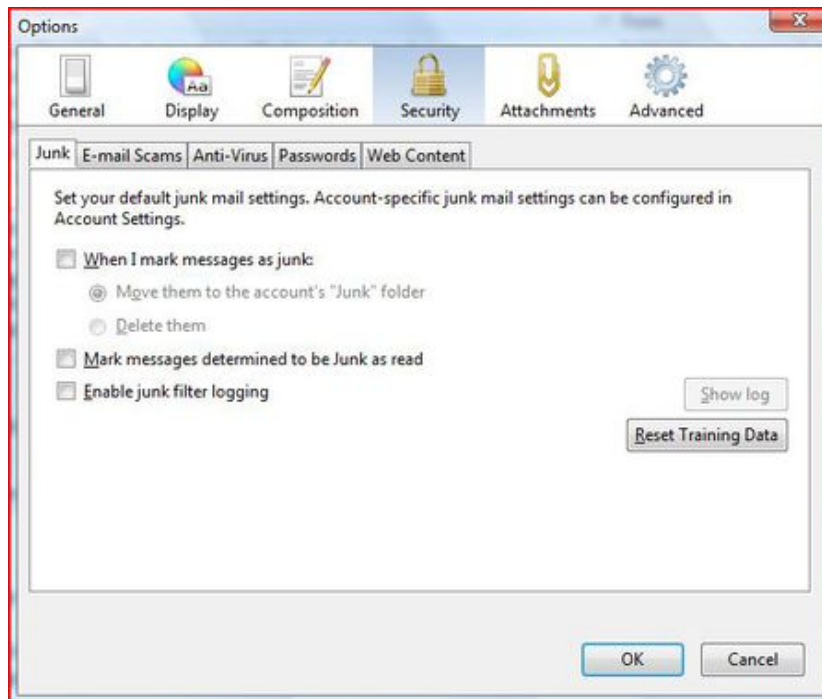 Options
General Display Composition Security Attachments Advanced
Junk E-mail Scams Anti-Virus Passwords Web Content
Set your default junk mail settings. Account-specific junk mail settings can be configured in
Account Settings.
When I mark messages as junk:
Move them to the account's "Junk" folder
Delete them
Mark messages determined to be Junk as read
Enable junk filter logging
Show log
Reset Training Data
OK Cancel